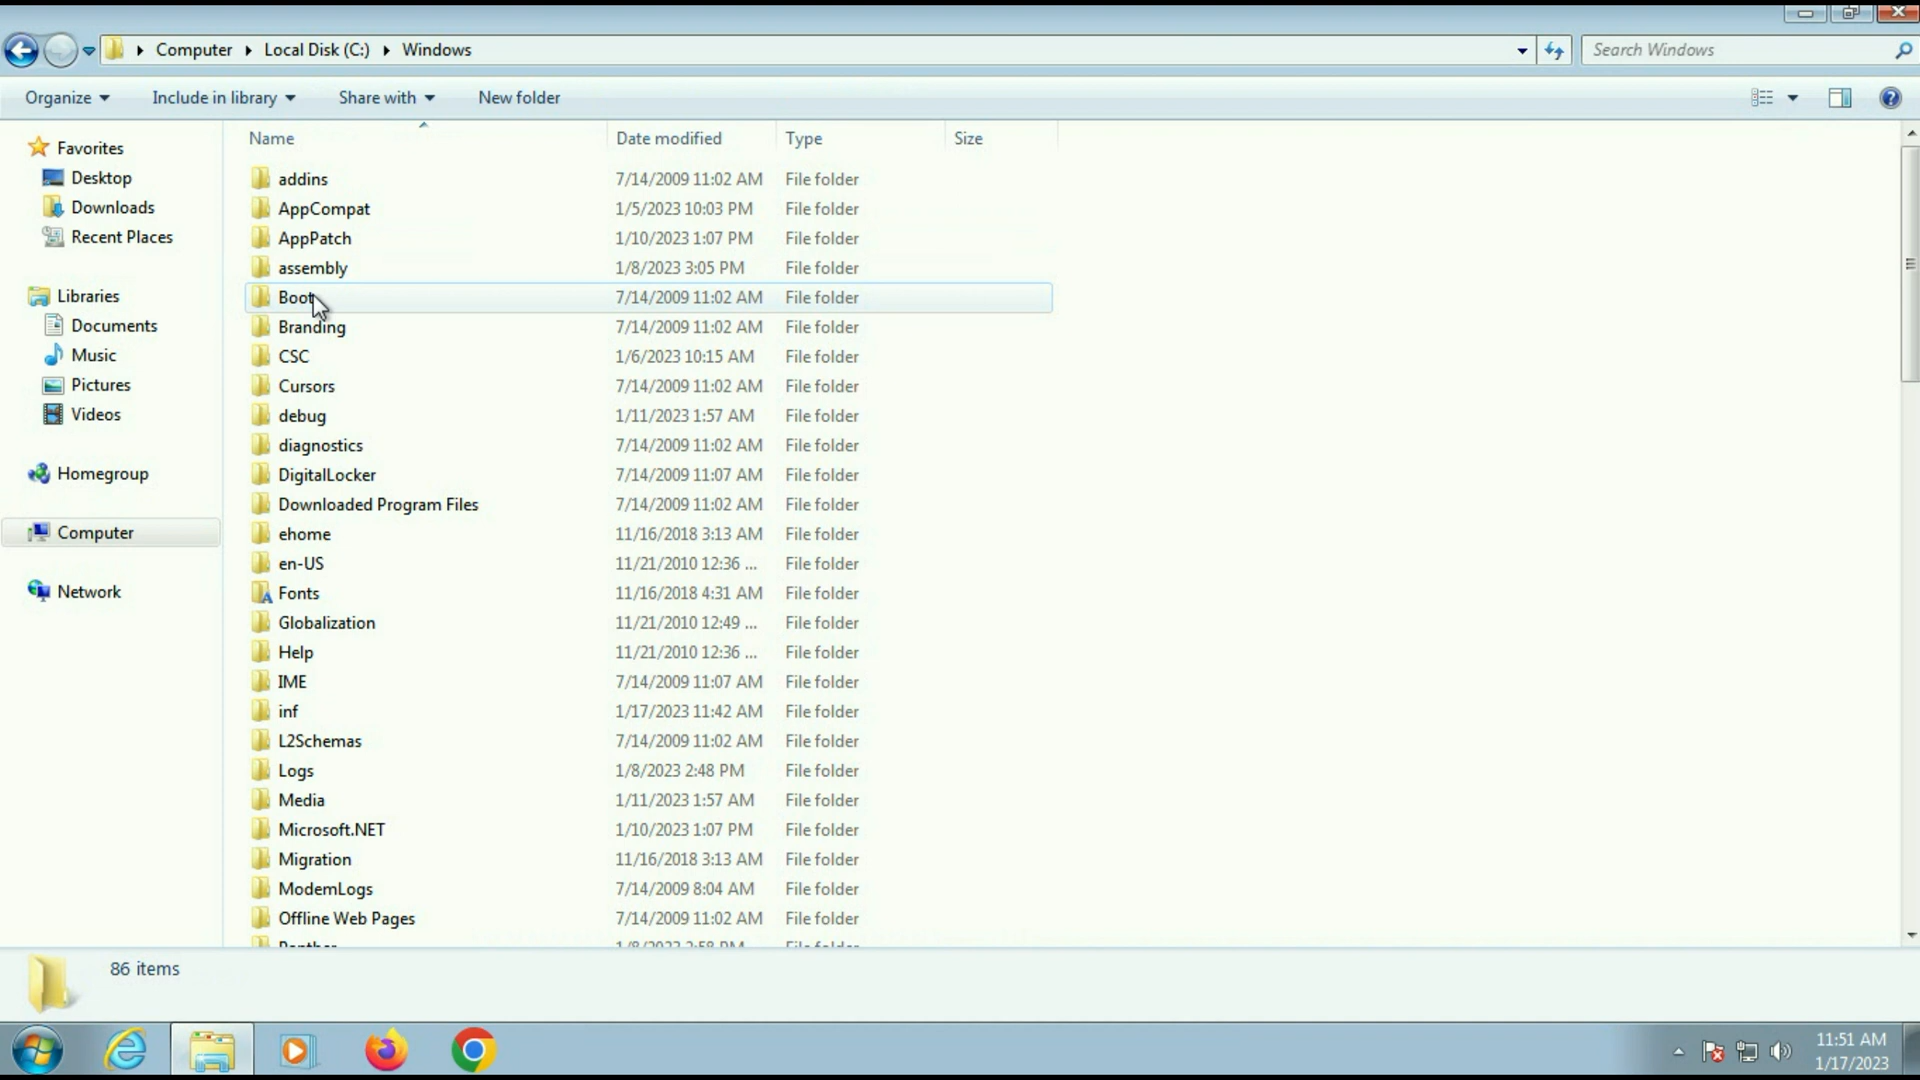 Computer Local Disk (C:) Windows
Search Windows
Organize Include in library Share with New folder
Name Date modified Type Size
Favorites
Desktop
Downloads
Recent Places
Libraries
Documents
Music
Pictures
Videos
Homegroup
Computer
Network
addins 7/14/2009 11:02 AM File folder
AppCompat 1/5/2023 10:03 PM File folder
AppPatch 1/10/2023 1:07 PM File folder
assembly 1/8/2023 3:05 PM File folder
Boot 7/14/2009 11:02 AM File folder
Branding 7/14/2009 11:02 AM File folder
CSC 1/6/2023 10:15 AM File folder
Cursors 7/14/2009 11:02 AM File folder
debug 1/11/2023 1:57 AM File folder
diagnostics 7/14/2009 11:02 AM File folder
DigitalLocker 7/14/2009 11:07 AM File folder
Downloaded Program Files 7/14/2009 11:02 AM File folder
ehome 11/16/2018 3:13 AM File folder
en-US 11/21/2010 12:36 ... File folder
Fonts 11/16/2018 4:31 AM File folder
Globalization 11/21/2010 12:49 ... File folder
Help 11/21/2010 12:36 ... File folder
IME 7/14/2009 11:07 AM File folder
inf 1/17/2023 11:42 AM File folder
L2Schemas 7/14/2009 11:02 AM File folder
Logs 1/8/2023 2:48 PM File folder
Media 1/11/2023 1:57 AM File folder
Microsoft.NET 1/10/2023 1:07 PM File folder
Migration 11/16/2018 3:13 AM File folder
ModemLogs 7/14/2009 8:04 AM File folder
Offline Web Pages 7/14/2009 11:02 AM File folder
86 items
11:51 AM
1/17/2023